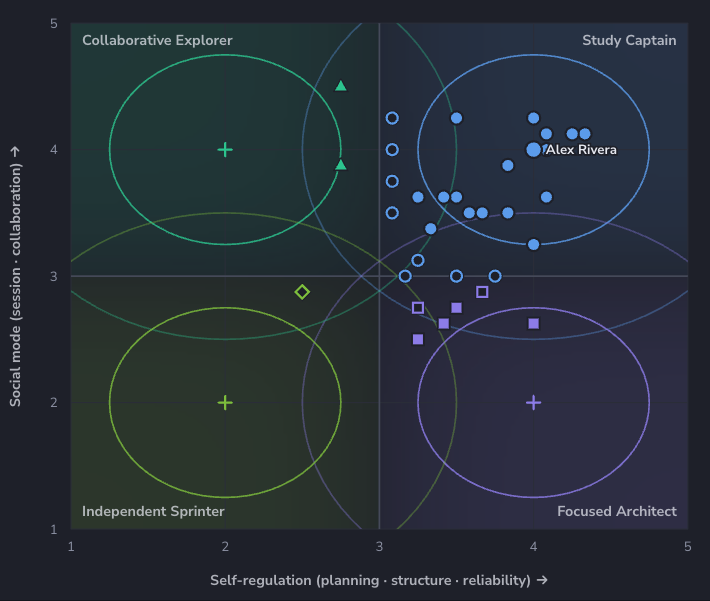 5
Collaborative Explorer
Study Captain
4
Alex Rivera
3
2
Independent Sprinter
Focused Architect
1
1
2
3
4
5
Social mode (session · collaboration) →
Self-regulation (planning · structure · reliability) →